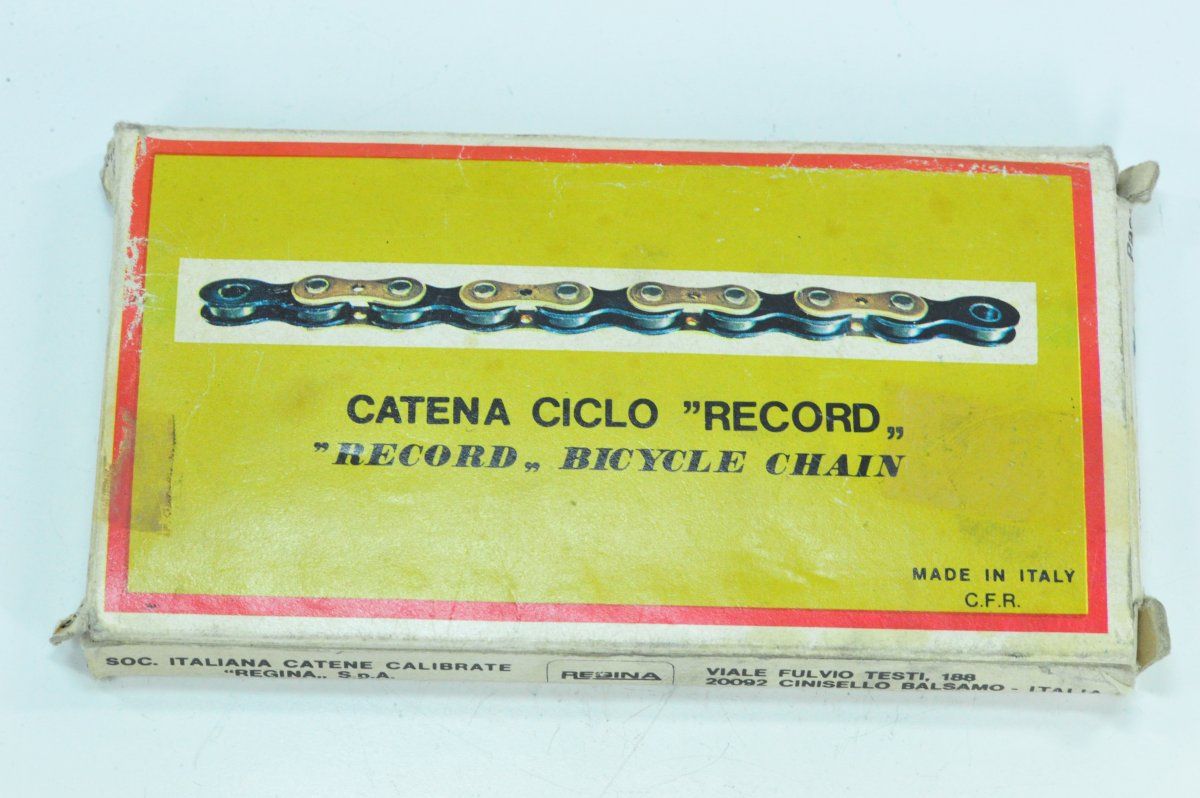 CATENA CICLO ”RECORD„
”RECORD„ BICYCLE CHAIN
MADE IN ITALY
C.F.R.
SOC. ITALIANA CATENE CALIBRATE
“REGINA„ S.p.A.
REGINA
VIALE FULVIO TESTI, 188
20092 CINISELLO BALSAMO - ITALIA